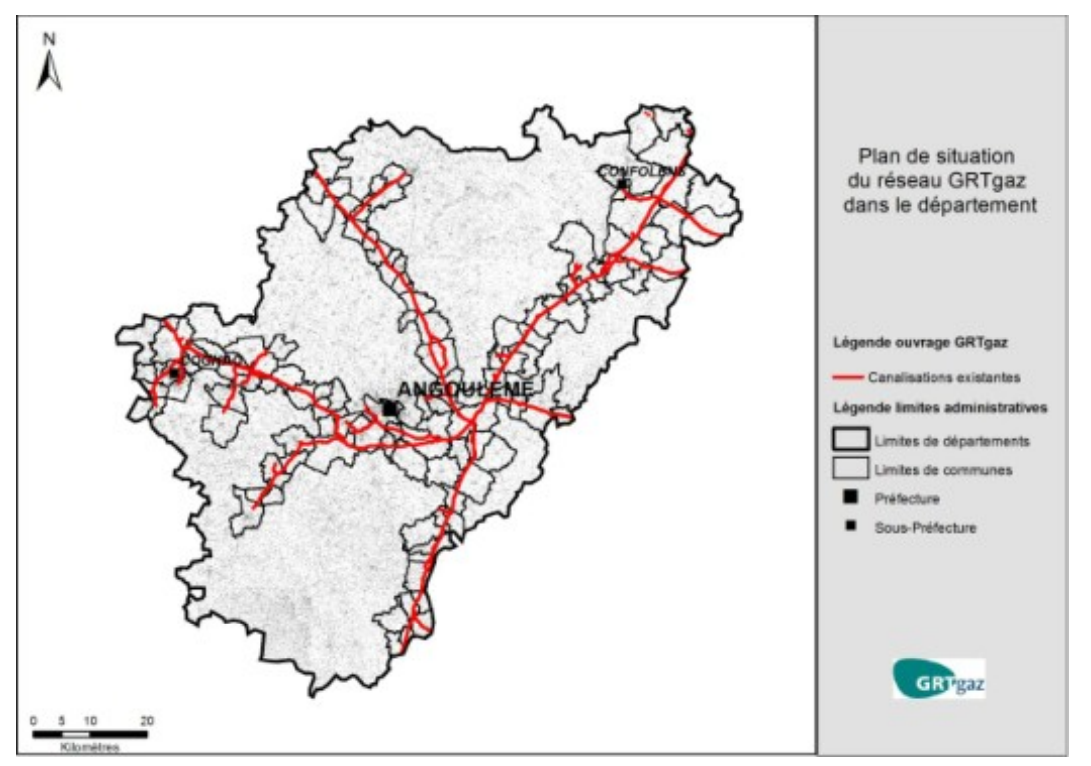 N
CONFOLENS
COGNAC
ANGOULEME
0 5 10 20
Kilomètres
Plan de situation
du réseau GRTgaz
dans le département
Légende ouvrage GRTgaz
Canalisations existantes
Légende limites administratives
Limites de départements
Limites de communes
Préfecture
Sous-Préfecture
GRTgaz